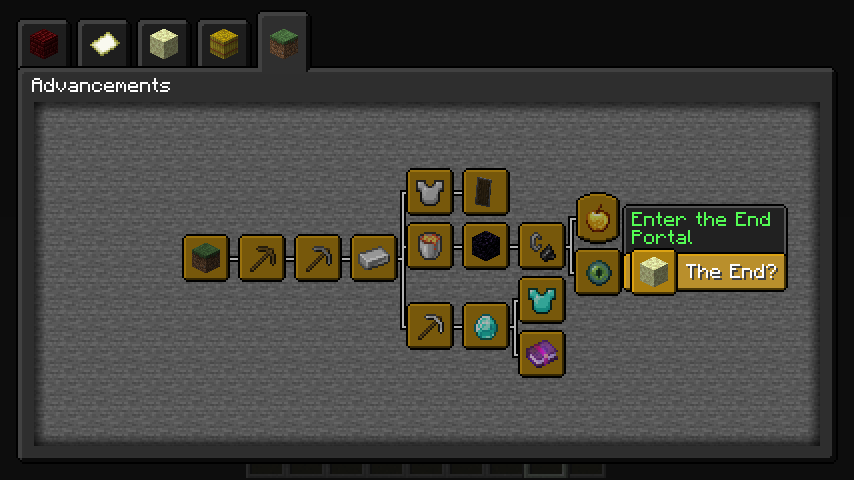 Advancements
Enter the End
Portal
The End?